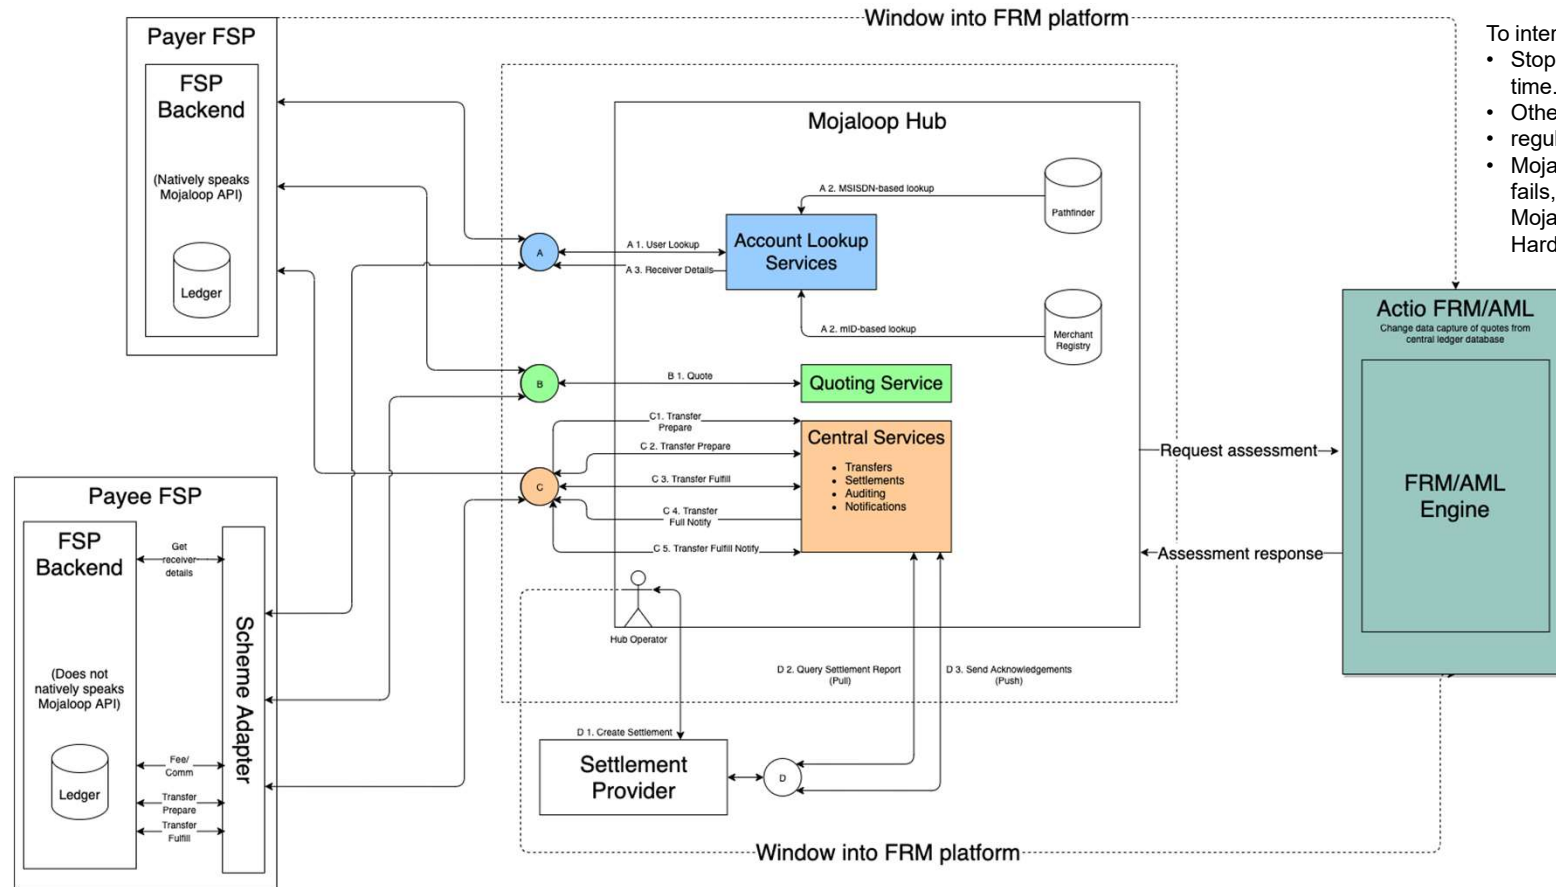 Window into FRM platform
Payer FSP
FSP
Backend
(Natively speaks
Mojaloop API)
Ledger
Mojaloop Hub
A 2. MSISDN-based lookup
Pathfinder
A
A 1. User Lookup
A 3. Receiver Details
Account Lookup
Services
A 2. mID-based lookup
Merchant
Registry
B
B 1. Quote
Quoting Service
C
C1. Transfer
Prepare
C 2. Transfer Prepare
C 3. Transfer Fulfill
C 4. Transfer
Full Notify
C 5. Transfer Fulfill Notify
Central Services
• Transfers
• Settlements
• Auditing
• Notifications
Hub Operator
Request assessment
Assessment response
To inter
• Stop
time.
• Othe
• regul
• Moja
fails,
Moja
Hard
Actio FRM/AML
Change data capture of quotes from
central ledger database
FRM/AML
Engine
Payee FSP
FSP
Backend
(Does not
natively speaks
Mojaloop API)
Ledger
Get
receiver
details
Fee/
Comm
Transfer
Prepare
Transfer
Fulfill
Scheme Adapter
D 1. Create Settlement
Settlement
Provider
D
D 2. Query Settlement Report
(Pull)
D 3. Send Acknowledgements
(Push)
Window into FRM platform